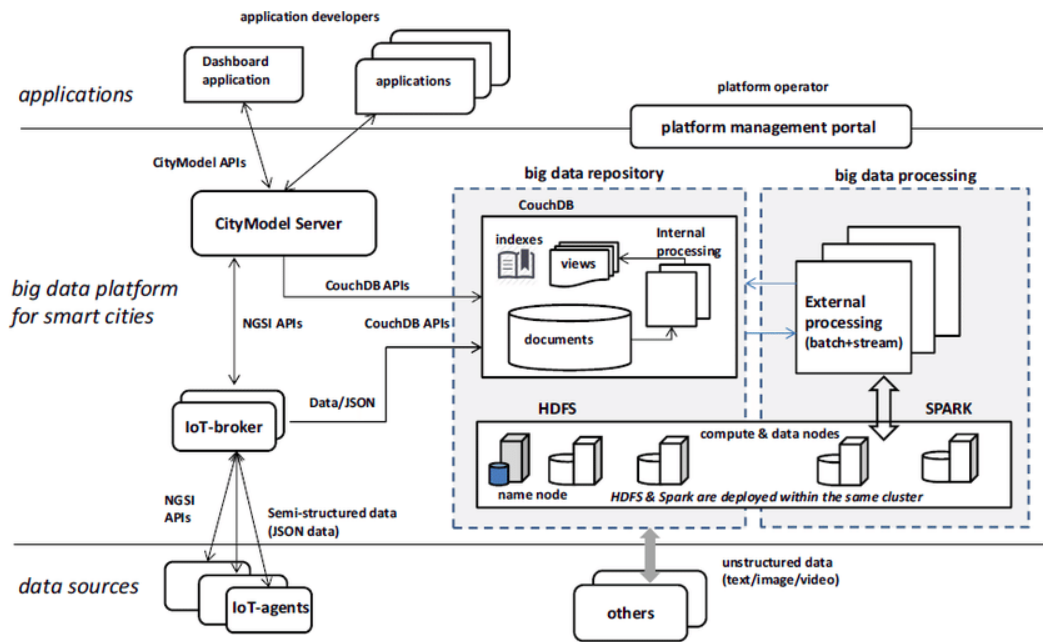 application developers
Dashboard
application
applications
applications
platform operator
platform management portal
CityModel APIs
big data repository
big data processing
CityModel Server
CouchDB
indexes
views
Internal
processing
big data platform
for smart cities
CouchDB APIs
NGSI APIs
CouchDB APIs
documents
External
processing
(batch+stream)
Data/JSON
IoT-broker
HDFS
SPARK
compute & data nodes
name node
HDFS & Spark are deployed within the same cluster
NGSI
APIs
Semi-structured data
(JSON data)
data sources
IoT-agents
others
unstructured data
(text/image/video)